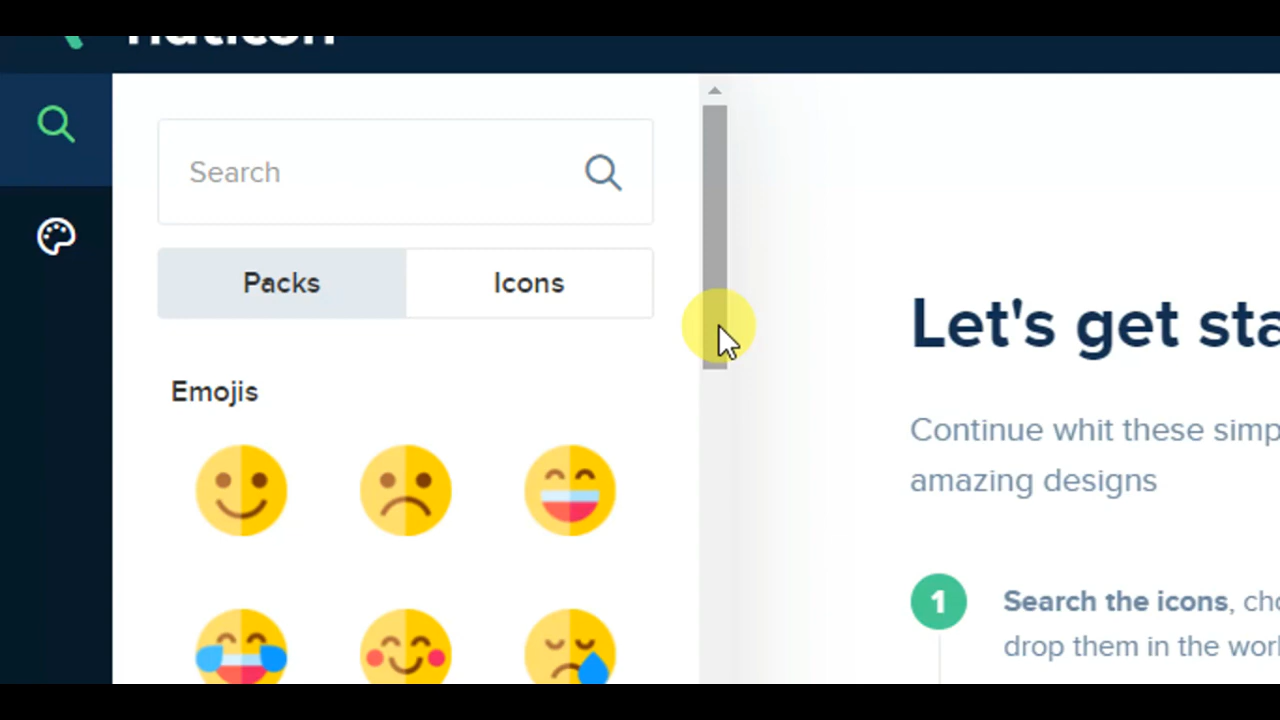 Search
Packs
Icons
Emojis
Let's get sta
Continue whit these simp
amazing designs
1
Search the icons, cho
drop them in the worl